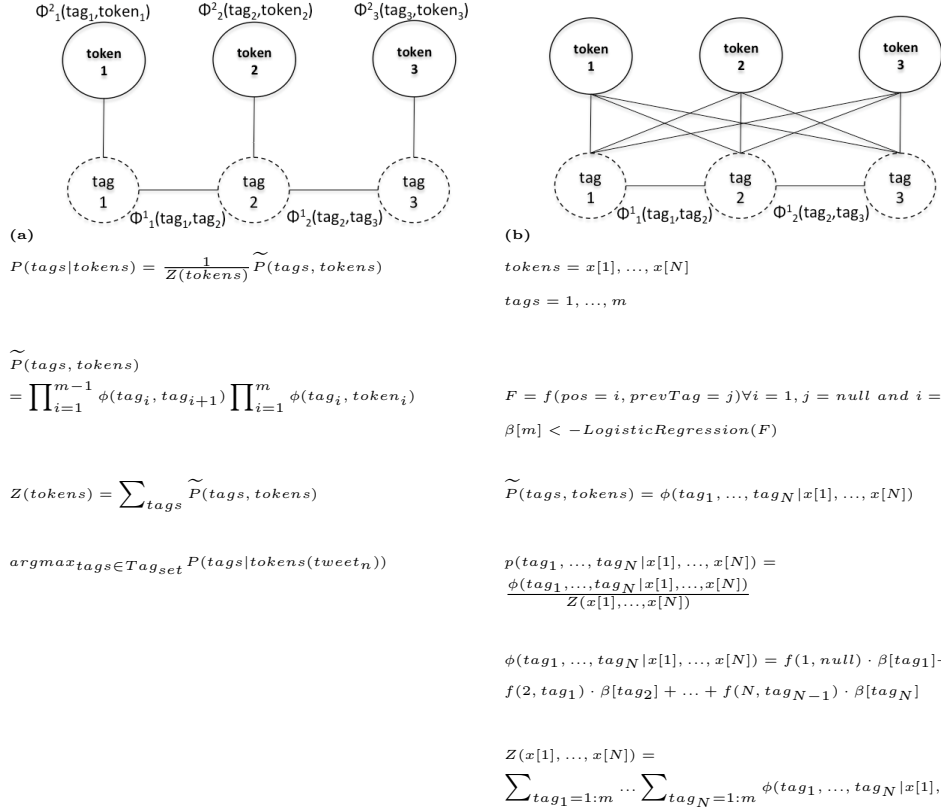 Φ²₁(tag₁,token₁) Φ²₂(tag₂,token₂) Φ²₃(tag₃,token₃)
token
1
token
2
token
3
tag
1
tag
2
tag
3
Φ¹₁(tag₁,tag₂) Φ¹₂(tag₂,tag₃)
(a)
P(tags|tokens) = 1/Z(tokens) P̃(tags, tokens)
P̃(tags, tokens)
= ∏_{i=1}^{m−1} ϕ(tag_i, tag_{i+1}) ∏_{i=1}^{m} ϕ(tag_i, token_i)
Z(tokens) = ∑_{tags} P̃(tags, tokens)
argmax_{tags∈Tag_{set}} P(tags|tokens(tweet_n))
token
1
token
2
token
3
tag
1
tag
2
tag
3
Φ¹₁(tag₁,tag₂) Φ¹₂(tag₂,tag₃)
(b)
tokens = x[1], ..., x[N]
tags = 1, ..., m
F = f(pos = i, prevTag = j)∀i = 1, j = null and i =
β[m] < −LogisticRegression(F)
P̃(tags, tokens) = ϕ(tag₁, ..., tag_N|x[1], ..., x[N])
p(tag₁, ..., tag_N|x[1], ..., x[N]) =
ϕ(tag₁,...,tag_N|x[1],...,x[N])
Z(x[1],...,x[N])
ϕ(tag₁, ..., tag_N|x[1], ..., x[N]) = f(1, null) · β[tag₁]+
f(2, tag₁) · β[tag₂] + ... + f(N, tag_{N−1}) · β[tag_N]
Z(x[1], ..., x[N]) =
∑_{tag₁=1:m} ... ∑_{tag_N=1:m} ϕ(tag₁, ..., tag_N|x[1],